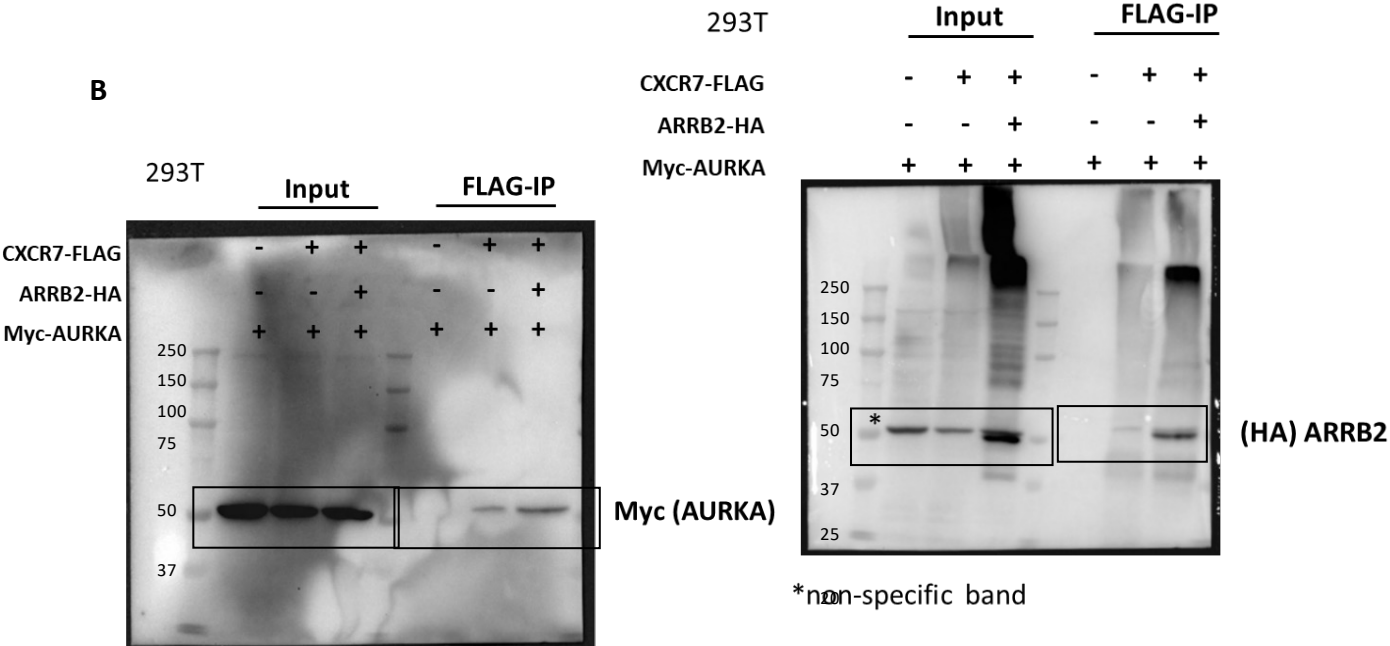 B
293T
Input FLAG-IP
CXCR7-FLAG - + + - + +
ARRB2-HA - - + - - +
Myc-AURKA + + + + + +
250
150
100
75
50
37
Myc (AURKA)
293T
Input FLAG-IP
CXCR7-FLAG - + + - + +
ARRB2-HA - - + - - +
Myc-AURKA + + + + + +
250
150
100
75
*
50
37
25
20
(HA) ARRB2
*non-specific band